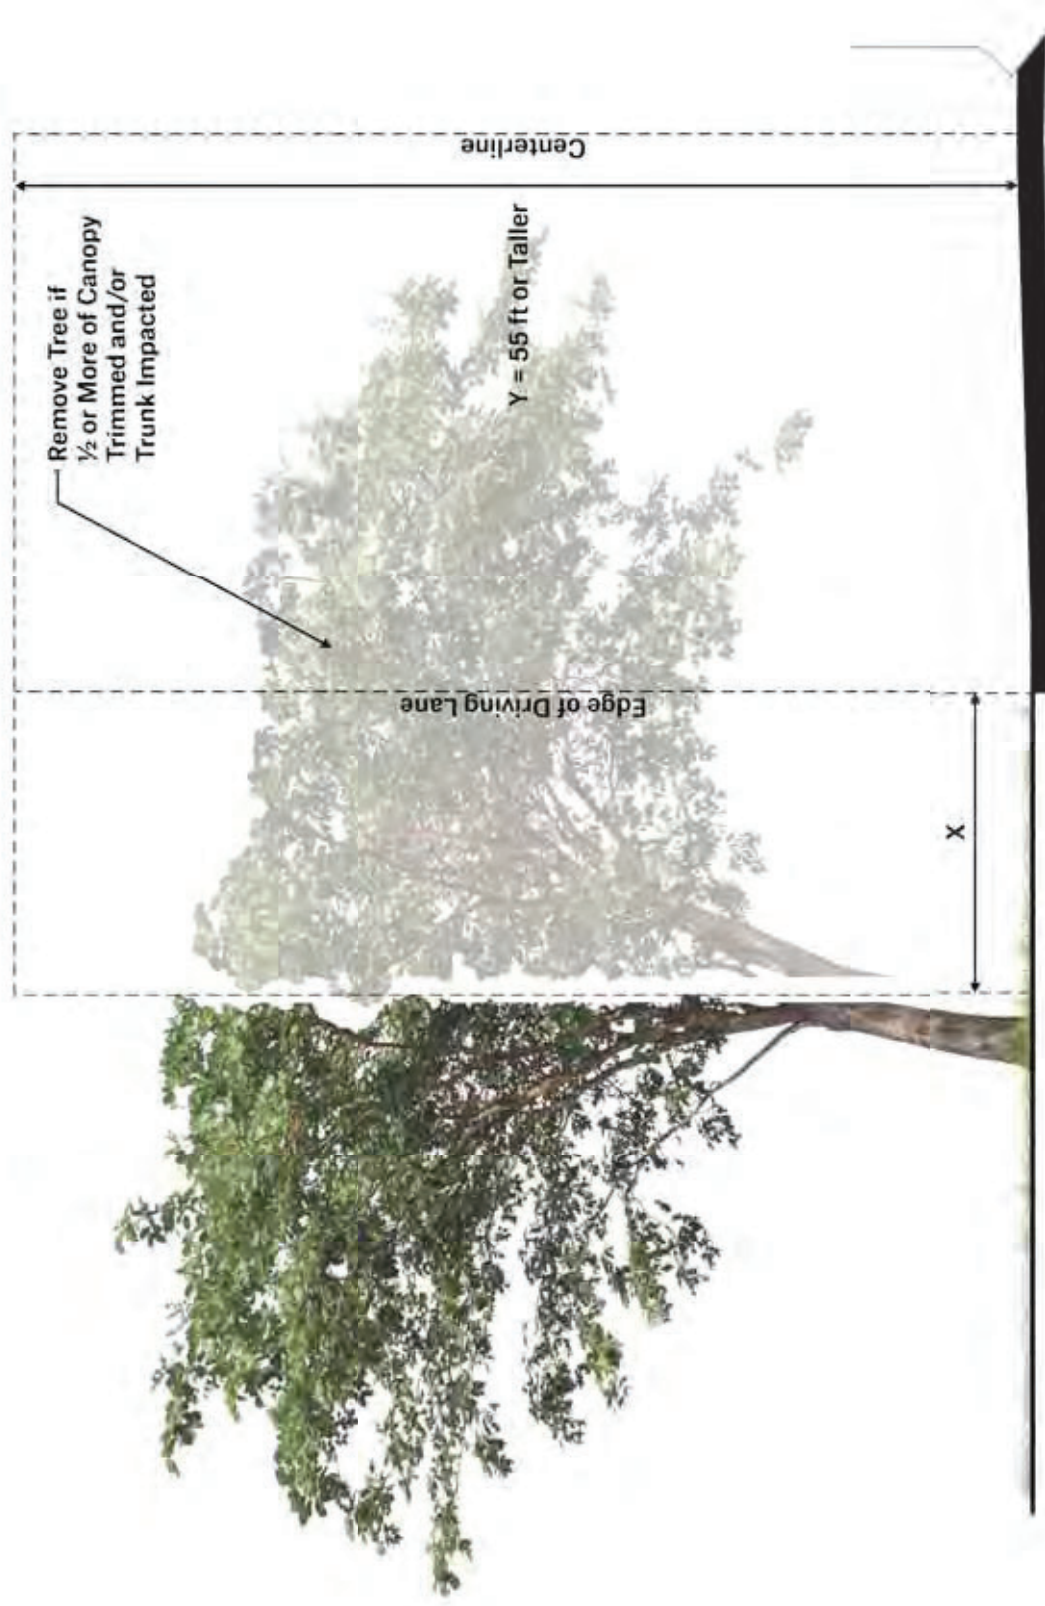 Remove Tree if
½ or More of Canopy
Trimmed and/or
Trunk Impacted
Centerline
Y = 55 ft or Taller
Edge of Driving Lane
X